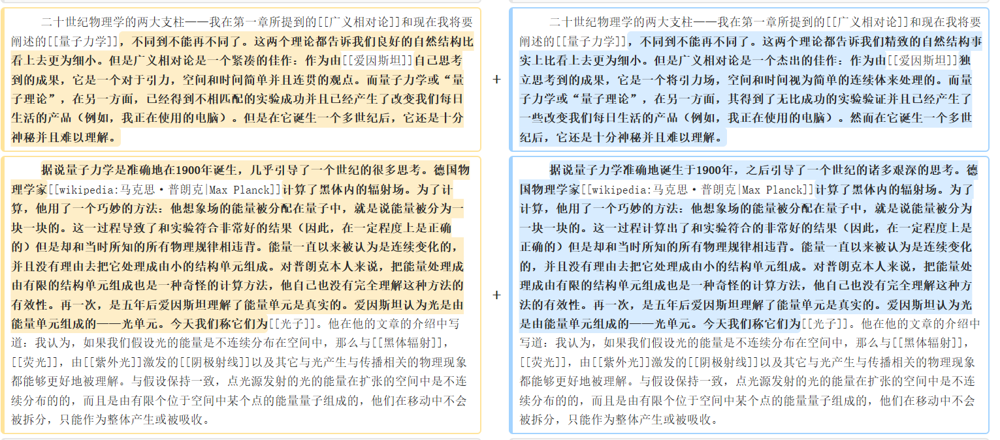 二十世纪物理学的两大支柱——我在第一章所提到的[[广义相对论]]和现在我将要
阐述的[[量子力学]]，不同到不能再不同了。这两个理论都告诉我们良好的自然结构比
看上去更为细小。但是广义相对论是一个紧凑的佳作：作为由[[爱因斯坦]]自己思考
到的成果，它是一个对于引力，空间和时间简单并且连贯的观点。而量子力学或“量
子理论”，在另一方面，已经得到不相匹配的实验成功并且已经产生了改变我们每日
生活的产品（例如，我正在使用的电脑）。但是在它诞生一个多世纪后，它还是十分
神秘并且难以理解。
+
二十世纪物理学的两大支柱——我在第一章所提到的[[广义相对论]]和现在我将要
阐述的[[量子力学]]，不同到不能再不同了。这两个理论都告诉我们精致的自然结构事
实上比看上去更为细小。但是广义相对论是一个杰出的佳作：作为由[[爱因斯坦]]独
立思考到的成果，它是一个将引力场，空间和时间视为简单的连续体来处理的。而量
子力学或“量子理论”，在另一方面，其得到了无比成功的实验验证并且已经产生了
一些改变我们每日生活的产品（例如，我正在使用的电脑）。然而在它诞生一个多世
纪后，它还是十分神秘并且难以理解。
据说量子力学是准确地在1900年诞生，几乎引导了一个世纪的很多思考。德国物
理学家[[wikipedia:马克思·普朗克|Max Planck]]计算了黑体内的辐射场。为了计
算，他用了一个巧妙的方法：他想象场的能量被分配在量子中，就是说能量被分为一
块一块的。这一过程导致了和实验符合非常好的结果（因此，在一定程度上是正确
的）但是却和当时所知的所有物理规律相违背。能量一直以来被认为是连续变化的，
并且没有理由去把它处理成由小的结构单元组成。对普朗克本人来说，把能量处理成
由有限的结构单元组成也是一种奇怪的计算方法，他自己也没有完全理解这种方法的
有效性。再一次，是五年后爱因斯坦理解了能量单元是真实的。爱因斯坦认为光是由
能量单元组成的——光单元。今天我们称它们为[[光子]]。他在他的文章的介绍中写
道：我认为，如果我们假设光的能量是不连续分布在空间中，那么与[[黑体辐射]]，
[[荧光]]，由[[紫外光]]激发的[[阴极射线]]以及其它与光产生与传播相关的物理现象
都能够更好地被理解。与假设保持一致，点光源发射的光的能量在扩张的空间中是不连
续分布的的，而且是由有限个位于空间中某个点的能量量子组成的，他们在移动中不会
被拆分，只能作为整体产生或被吸收。
+
据说量子力学准确地诞生于1900年，之后引导了一个世纪的诸多艰深的思考。德
国物理学家[[wikipedia:马克思·普朗克|Max Planck]]计算了黑体内的辐射场。为了
计算，他用了一个巧妙的方法：他想象场的能量被分配在量子中，就是说能量被分为
一块一块的。这一过程计算出了和实验符合的非常好的结果（因此，在一定程度上是
正确的）但是却和当时所知的所有物理规律相违背。能量一直以来被认为是连续变化
的，并且没有理由去把它处理成由小的结构单元组成。对普朗克本人来说，把能量处
理成由有限的结构单元组成也是一种奇怪的计算方法，他自己也没有完全理解这种方
法的有效性。再一次，是五年后爱因斯坦理解了能量单元是真实的。爱因斯坦认为光
是由能量单元组成的——光单元。今天我们称它们为[[光子]]。他在他的文章的介绍中
写道：我认为，如果我们假设光的能量是不连续分布在空间中，那么与[[黑体辐射]]，
[[荧光]]，由[[紫外光]]激发的[[阴极射线]]以及其它与光产生与传播相关的物理现象
都能够更好地被理解。与假设保持一致，点光源发射的光的能量在扩张的空间中是不连
续分布的的，而且是由有限个位于空间中某个点的能量量子组成的，他们在移动中不会
被拆分，只能作为整体产生或被吸收。